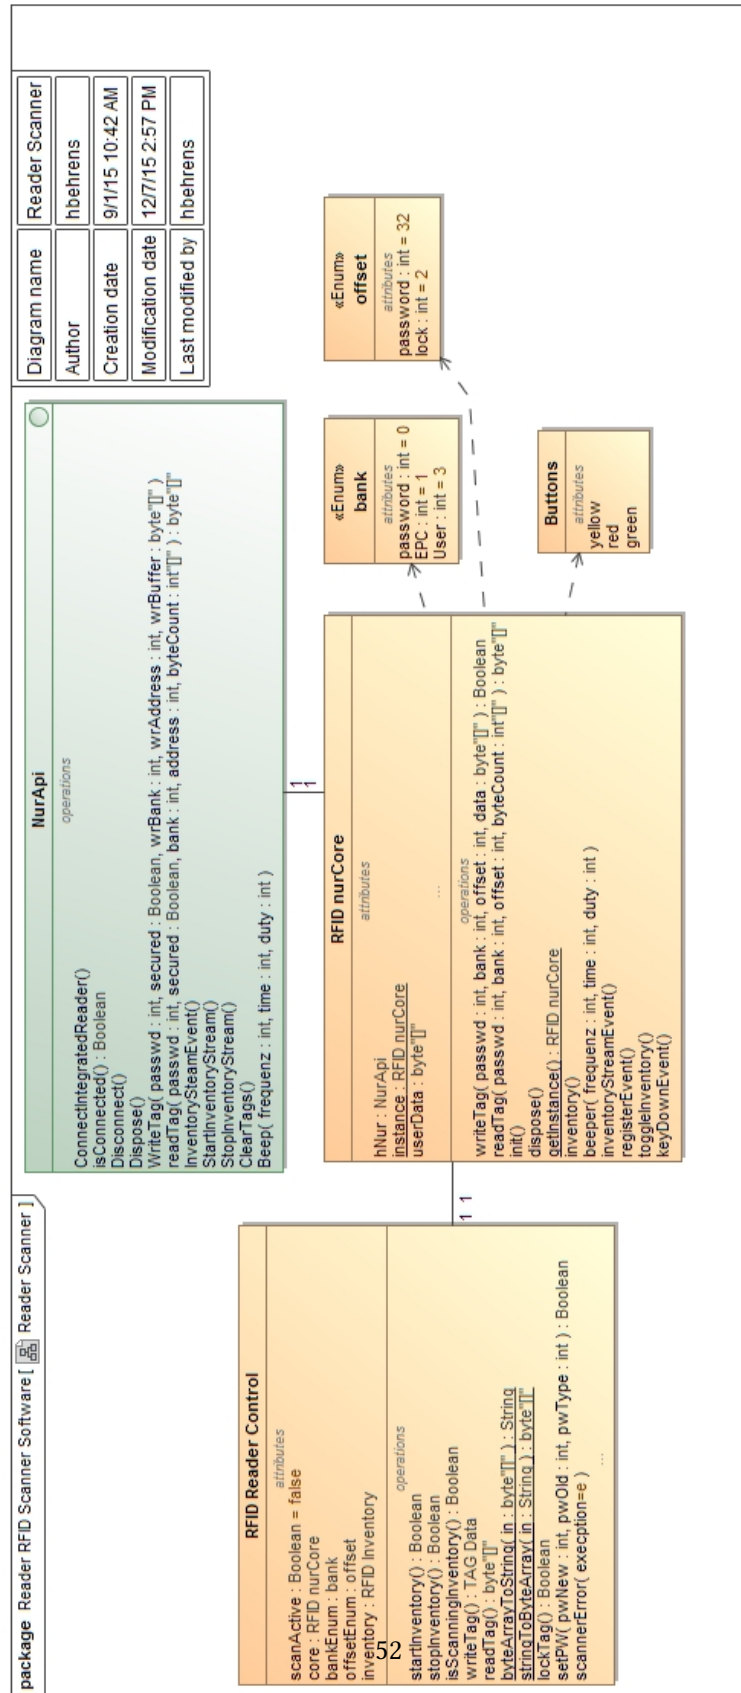 package Reader RFID Scanner Software [ Reader Scanner ]
Diagram name Reader Scanner
Author hbehrens
Creation date 9/1/15 10:42 AM
Modification date 12/7/15 2:57 PM
Last modified by hbehrens
NurApi
operations
ConnectIntegratedReader()
isConnected() : Boolean
Disconnect()
Dispose()
WriteTag( passwd : int, secured : Boolean, wrBank : int, wrAddress : int, wrBuffer : byte"[]" )
readTag( passwd : int, secured : Boolean, bank : int, address : int, byteCount : int"[]" ) : byte"[]"
InventorySteamEvent()
StartInventoryStream()
StopInventoryStream()
ClearTags()
Beep( frequenz : int, time : int, duty : int )
1
1
RFID Reader Control
attributes
scanActive : Boolean = false
core : RFID nurCore
bankEnum : bank
offsetEnum : offset
inventory : RFID Inventory
operations
startInventory() : Boolean
stopInventory() : Boolean
isScanningInventory() : Boolean
writeTag() : TAG Data
readTag() : byte"[]"
byteArrayToString( in : byte"[]" ) : String
stringToByteArray( in : String ) : byte"[]"
lockTag() : Boolean
setPW( pwNew : int, pwOld : int, pwType : int ) : Boolean
scannerError( execption=e )
...
1
1
RFID nurCore
attributes
hNur : NurApi
instance : RFID nurCore
userData : byte"[]"
...
operations
writeTag( passwd : int, bank : int, offset : int, data : byte"[]" ) : Boolean
readTag( passwd : int, bank : int, offset : int, byteCount : int"[]" ) : byte"[]"
init()
dispose()
getInstance() : RFID nurCore
inventory()
beeper( frequenz : int, time : int, duty : int )
inventoryStreamEvent()
registerEvent()
toggleInventory()
keyDownEvent()
«Enum»
bank
attributes
password : int = 0
EPC : int = 1
User : int = 3
«Enum»
offset
attributes
password : int = 32
lock : int = 2
Buttons
attributes
yellow
red
green
52